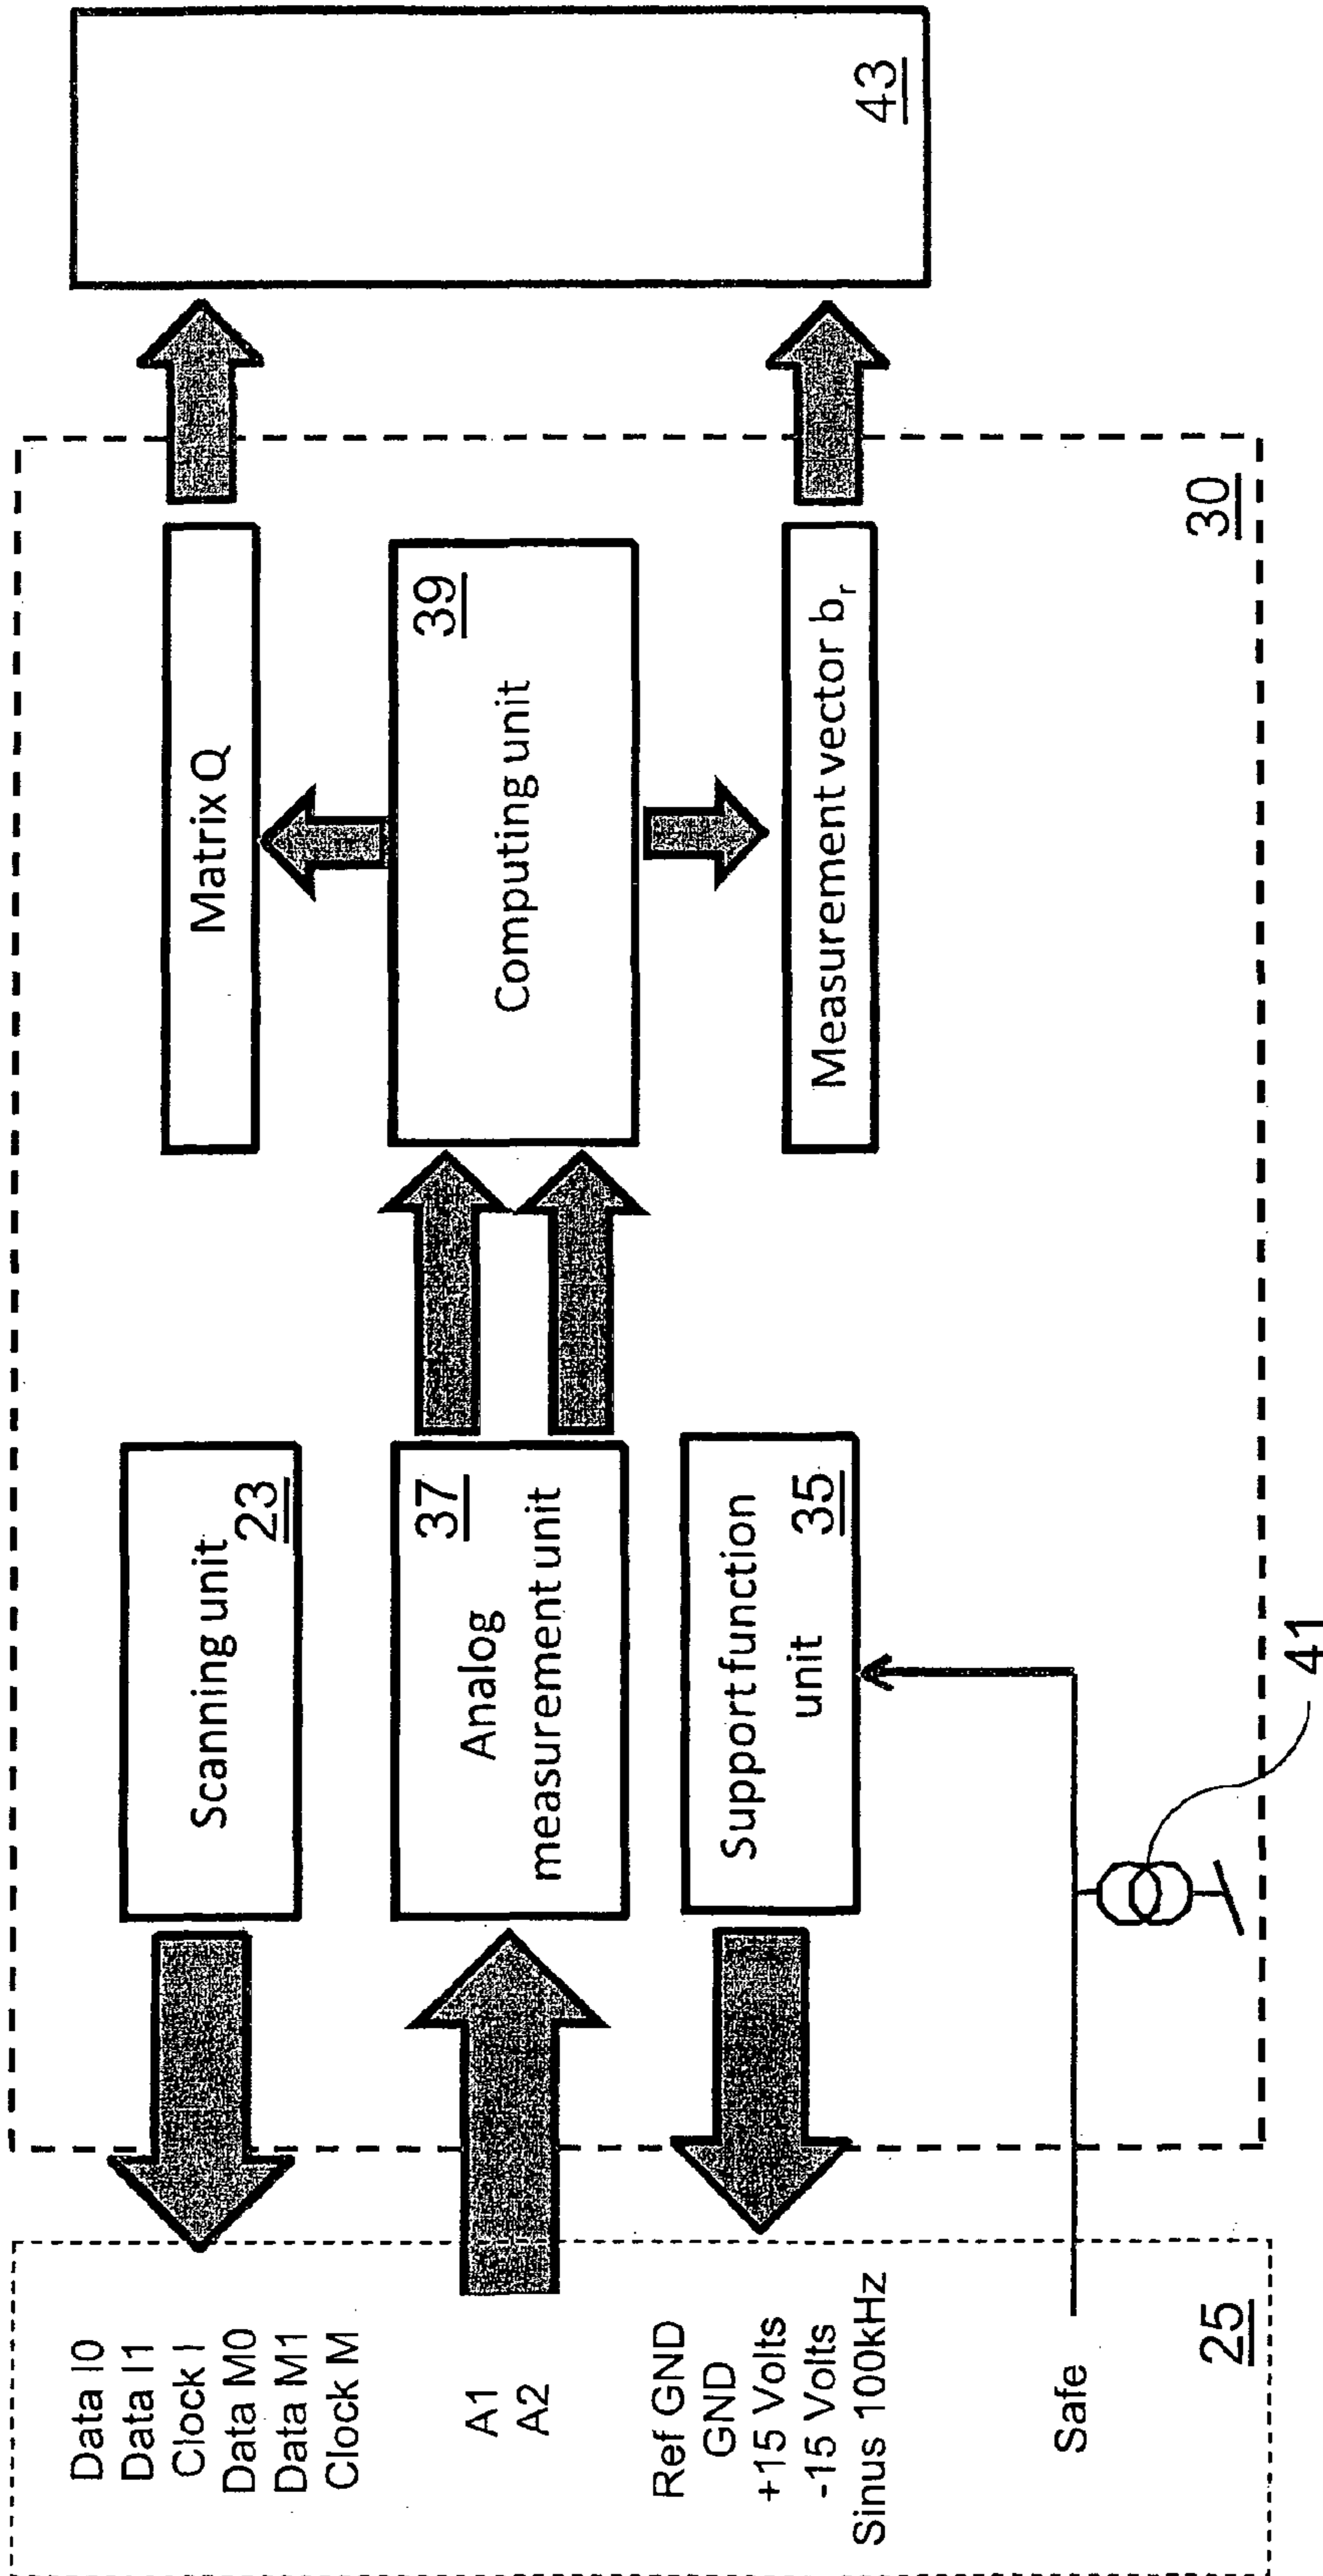 Data I0
Data I1
Clock I
Data M0
Data M1
Clock M
A1
A2
Ref GND
GND
+15 Volts
-15 Volts
Sinus 100kHz
Safe
25
Scanning unit
23
37
Analog
measurement unit
Support function
unit
35
41
Matrix Q
39
Computing unit
Measurement vector br
30
43